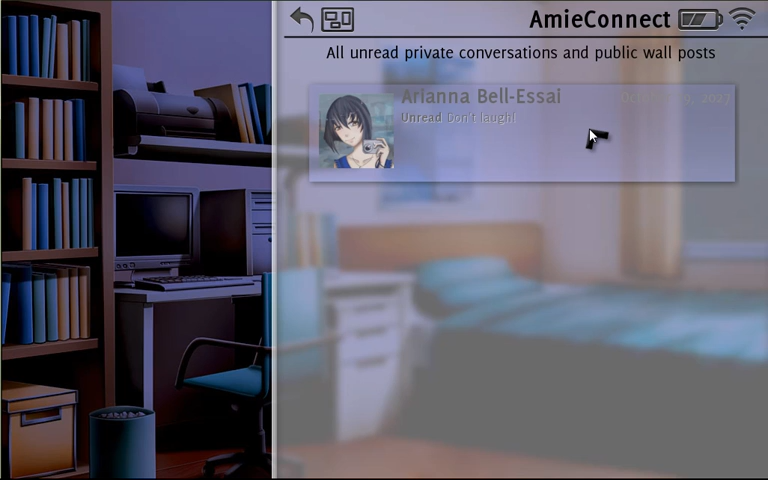 AmieConnect
All unread private conversations and public wall posts
Arianna Bell-Essai
Unread Don't laugh!